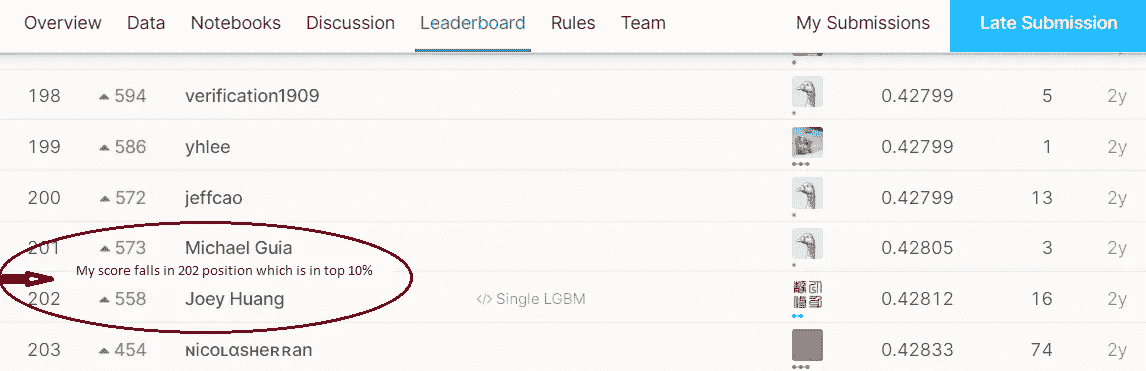 Overview Data Notebooks Discussion Leaderboard Rules Team My Submissions Late Submission
198 594 verification1909 0.42799 5 2y
199 586 yhlee 0.42799 1 2y
200 572 jeffcao 0.42799 13 2y
201 573 Michael Guia 0.42805 3 2y
My score falls in 202 position which is in top 10%
202 558 Joey Huang </> Single LGBM 0.42812 16 2y
203 454 ɴicoʟαsʜeʀʀan 0.42833 74 2y